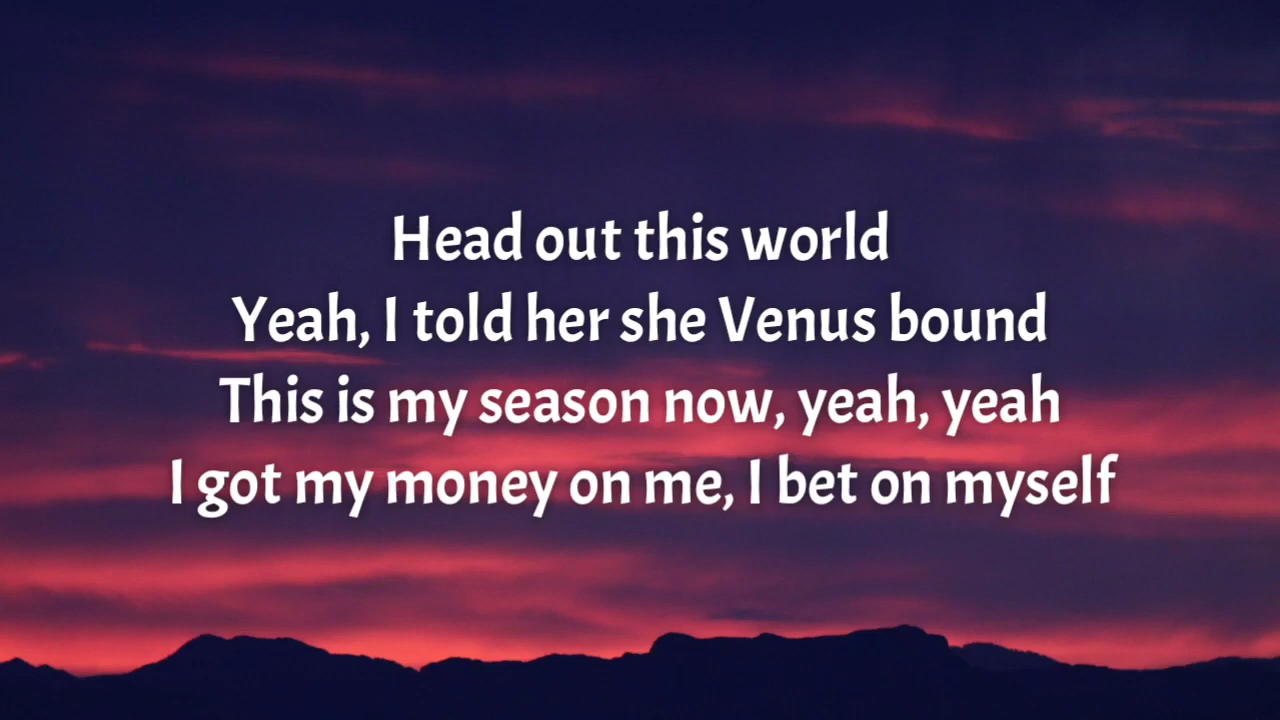 Head out this world
Yeah, I told her she Venus bound
This is my season now, yeah, yeah
I got my money on me, I bet on myself